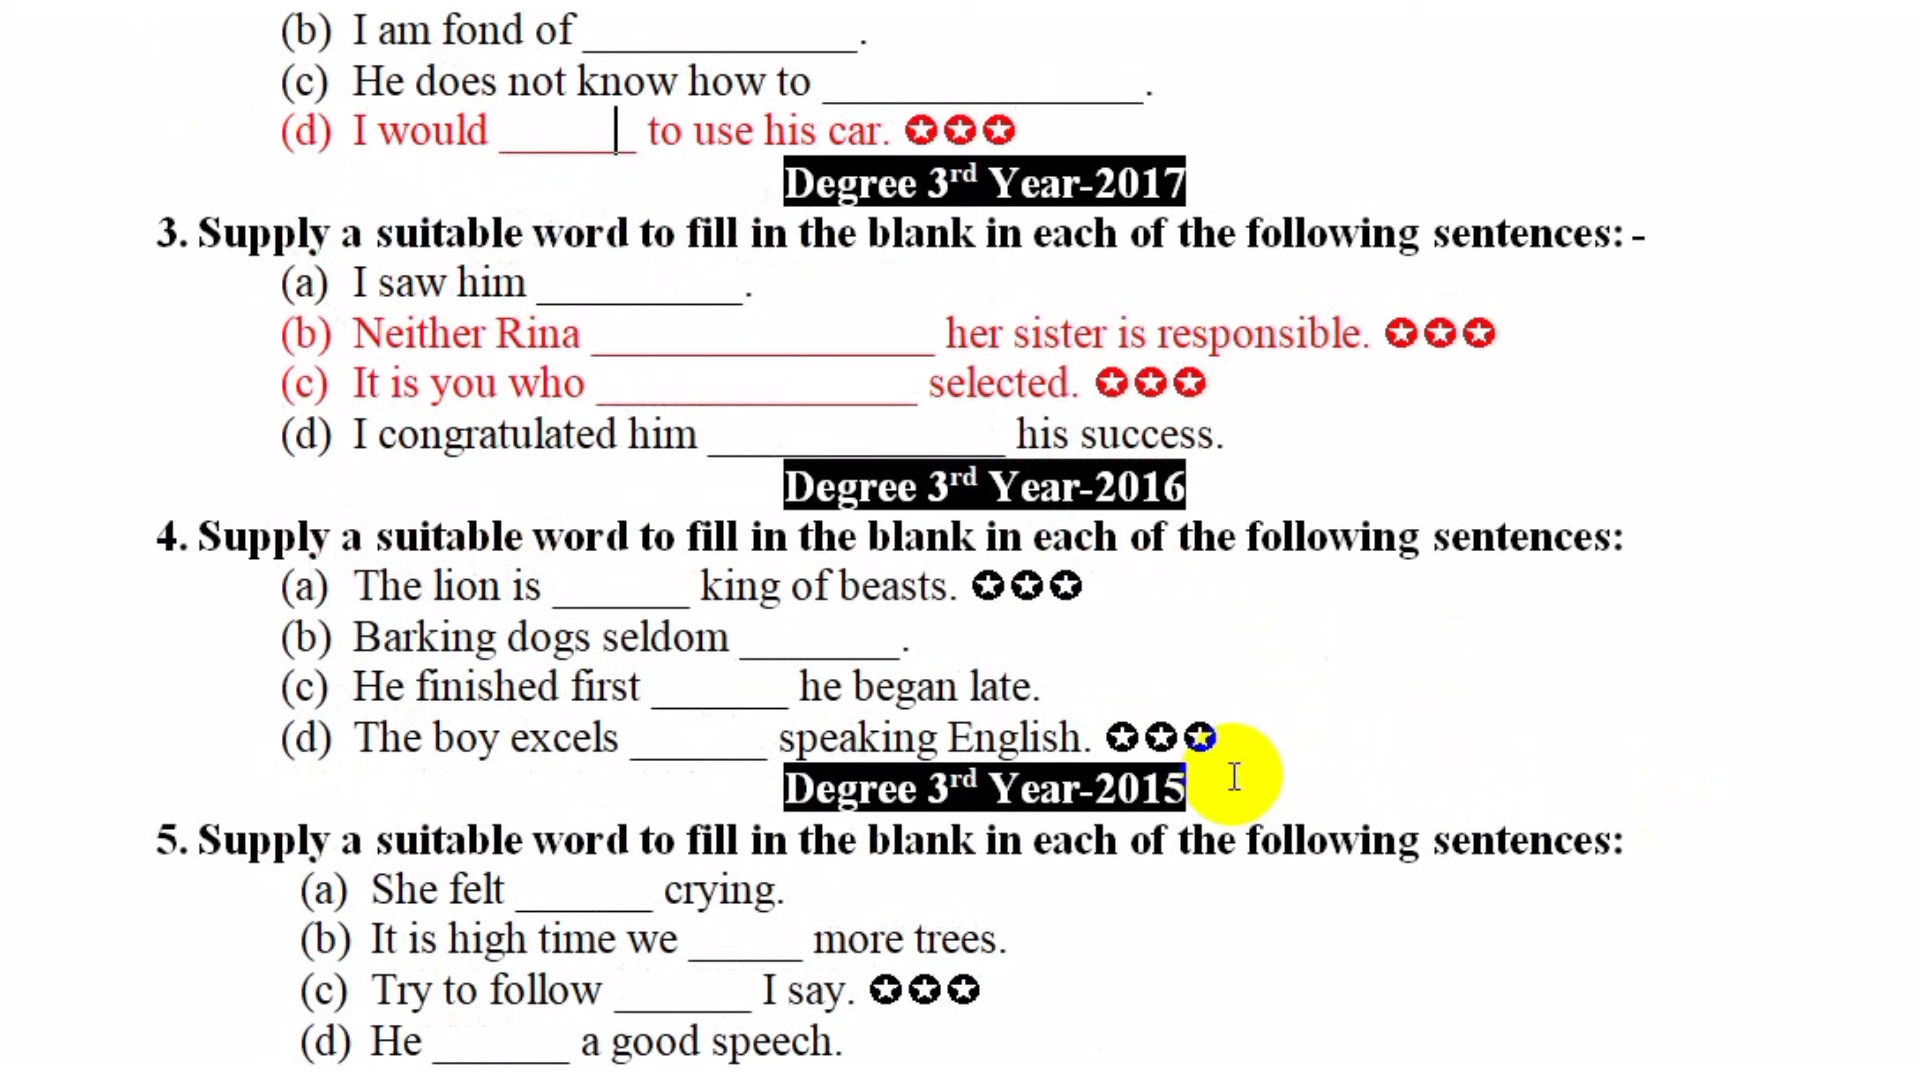 (b) I am fond of ____________.
(c) He does not know how to ______________.
(d) I would ______ to use his car. ✪✪✪
Degree 3rd Year-2017
3. Supply a suitable word to fill in the blank in each of the following sentences: -
(a) I saw him _________.
(b) Neither Rina _______________ her sister is responsible. ✪✪✪
(c) It is you who ______________ selected. ✪✪✪
(d) I congratulated him _____________ his success.
Degree 3rd Year-2016
4. Supply a suitable word to fill in the blank in each of the following sentences:
(a) The lion is ______ king of beasts. ✪✪✪
(b) Barking dogs seldom _______.
(c) He finished first ______ he began late.
(d) The boy excels ______ speaking English. ✪✪✪
Degree 3rd Year-2015
5. Supply a suitable word to fill in the blank in each of the following sentences:
(a) She felt ______ crying.
(b) It is high time we _____ more trees.
(c) Try to follow ______ I say. ✪✪✪
(d) He ______ a good speech.